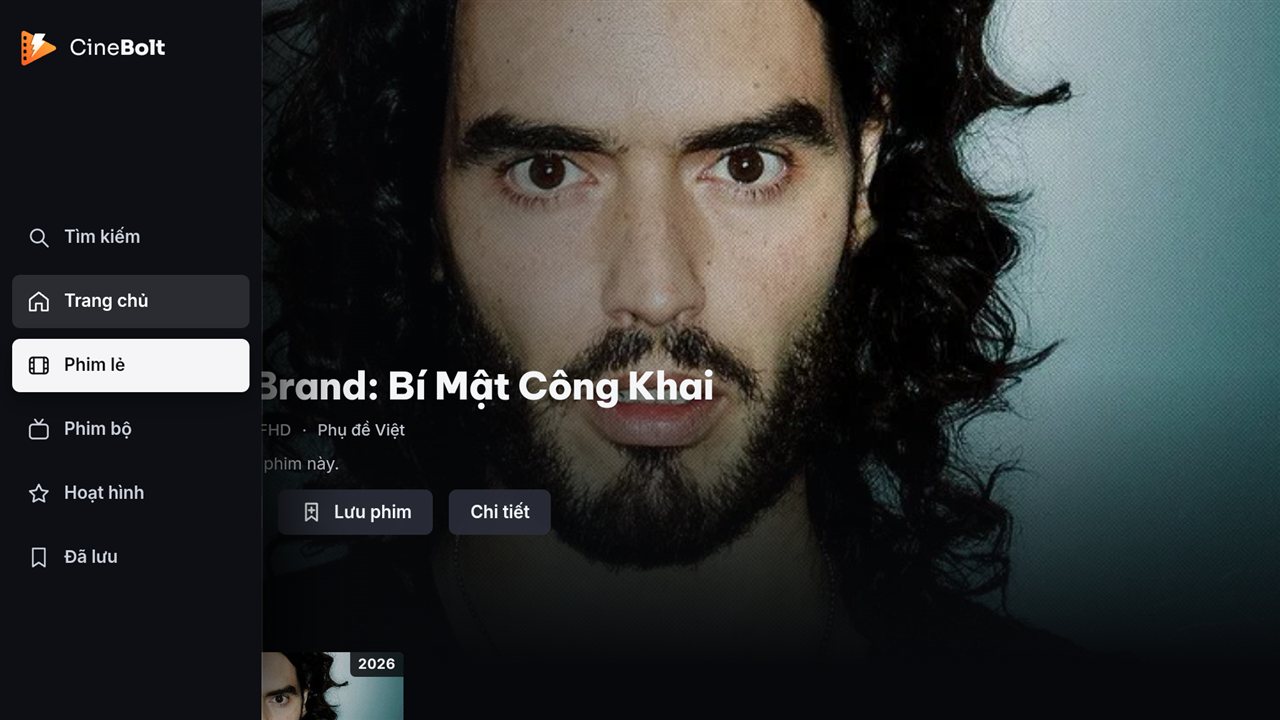 CineBolt
Tìm kiếm
Trang chủ
Phim lẻ
Phim bộ
Hoạt hình
Đã lưu
Brand: Bí Mật Công Khai
FHD · Phụ đề Việt
phim này.
Lưu phim
Chi tiết
2026